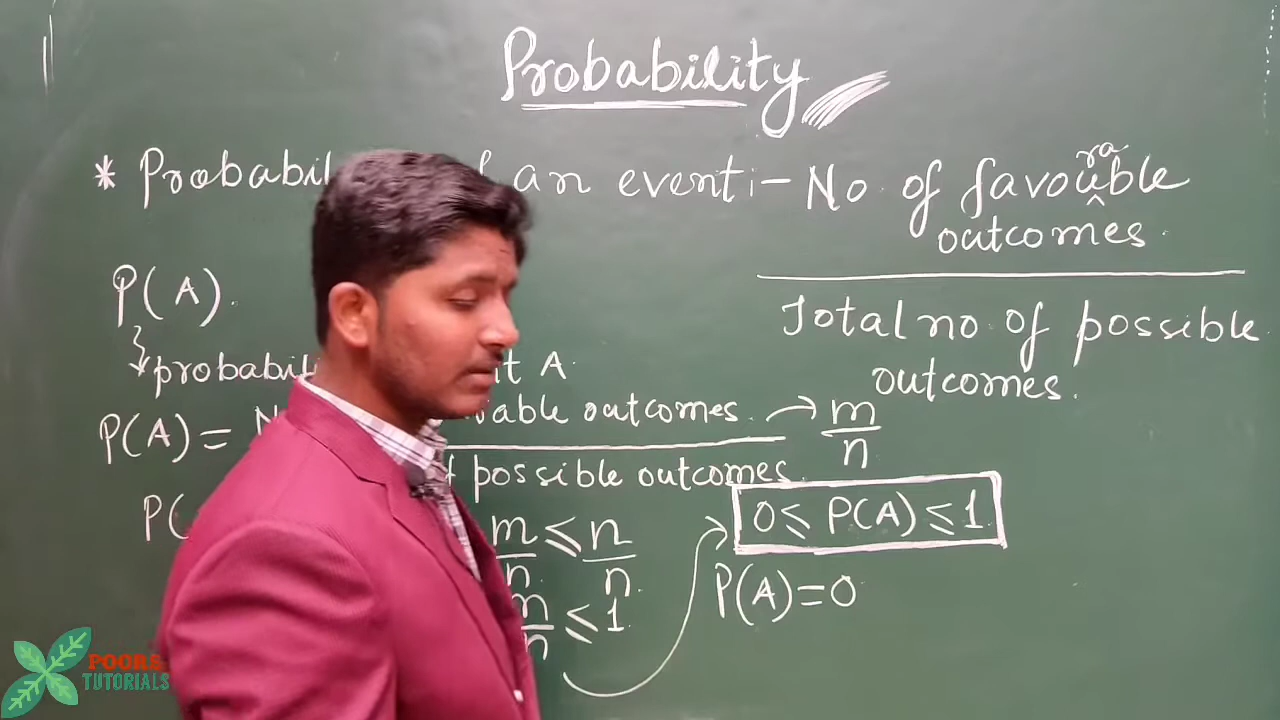 Probability
* Probabil an event:- No. of favouble
ra
outcomes.
P(A).
Total no. of possible
outcomes.
probabili t A.
P(A) = N vable outcomes. → m/n
f possible outcomes.
P(
m/n ≤ n/n
0 ≤ P(A) ≤ 1
m/n ≤ 1.
P(A)=0
POORS
TUTORIALS